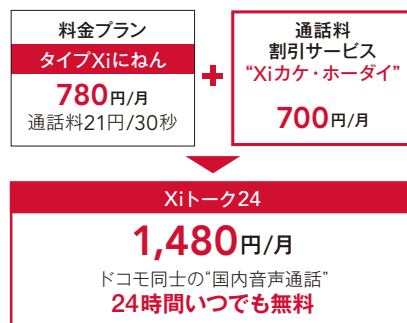 料金プラン
タイプXiにねん
780円/月
通話料21円/30秒
+
通話料
割引サービス
“Xiカケ・ホーダイ”
700円/月
Xiトーク24
1,480円/月
ドコモ同士の“国内音声通話”
24時間いつでも無料